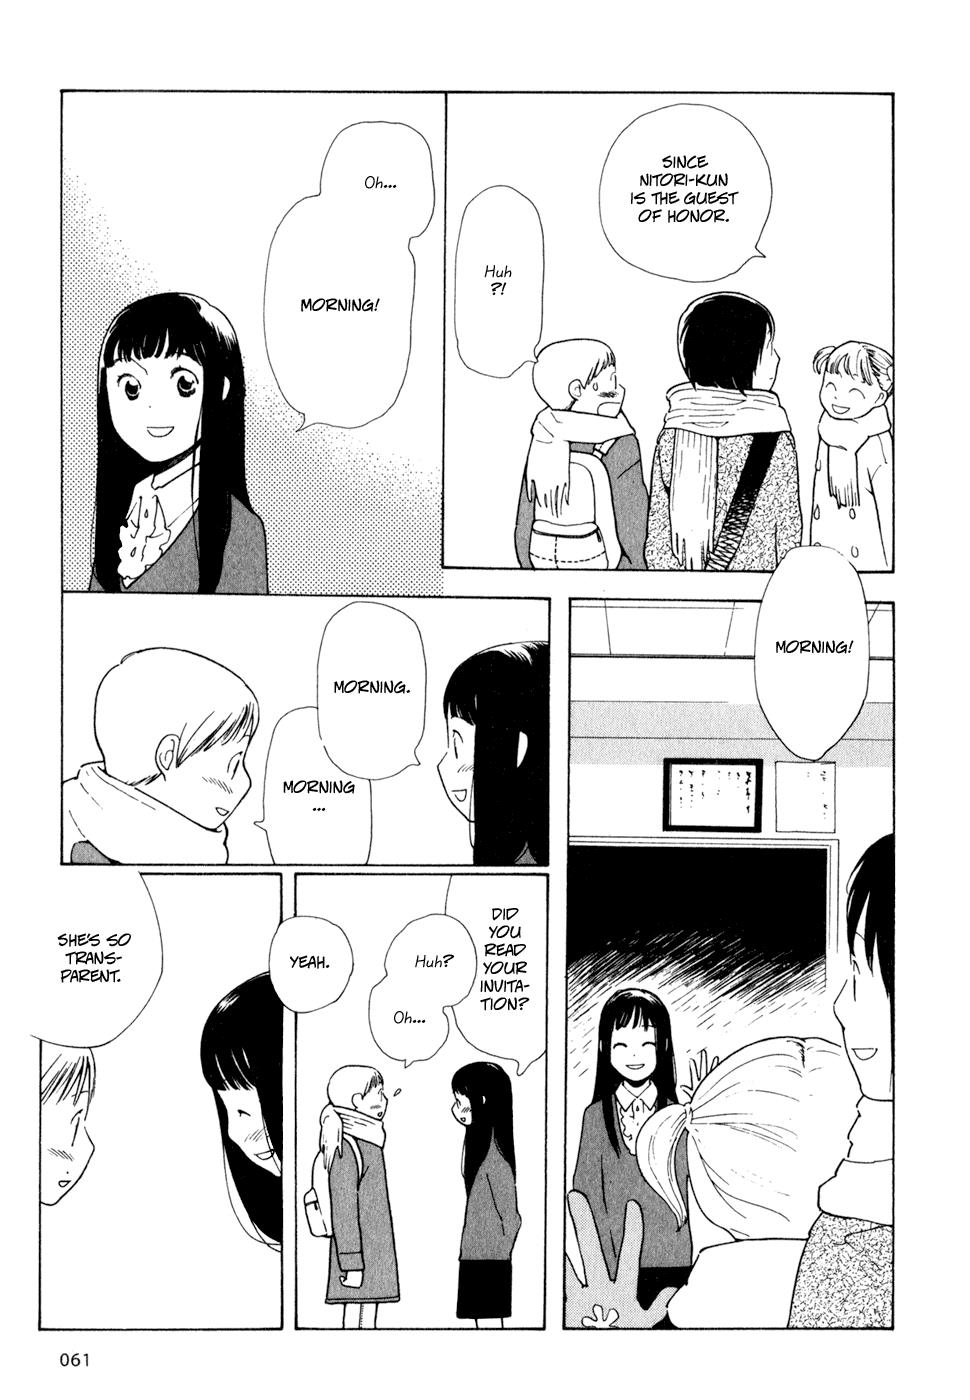 SINCE
NITORI-KUN
IS THE GUEST
OF HONOR.
Huh
?!
Oh...
MORNING!
MORNING!
MORNING.
MORNING
...
DID
YOU
READ
YOUR
INVITA-
TION?
Huh?
Oh...
YEAH.
SHE'S SO
TRANS-
PARENT.
061